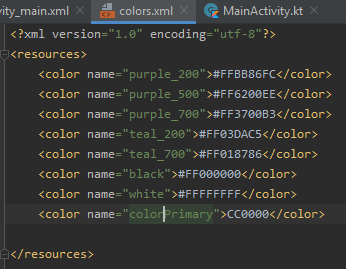 ity_main.xml colors.xml MainActivity.kt
<?xml version="1.0" encoding="utf-8"?>
<resources>
<color name="purple_200">#FFBB86FC</color>
<color name="purple_500">#FF6200EE</color>
<color name="purple_700">#FF3700B3</color>
<color name="teal_200">#FF03DAC5</color>
<color name="teal_700">#FF018786</color>
<color name="black">#FF000000</color>
<color name="white">#FFFFFFFF</color>
<color name="colorPrimary">CC0000</color>
</resources>